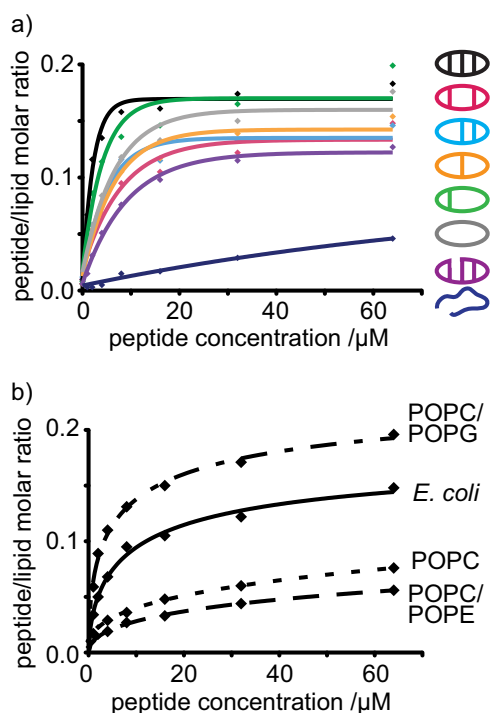 a)
0.2
0.1
0.0
peptide/lipid molar ratio
0 20 40 60
peptide concentration /µM
b)
0.2
0.1
0.0
peptide/lipid molar ratio
0 20 40 60
peptide concentration /µM
POPC/
POPG
E. coli
POPC
POPC/
POPE